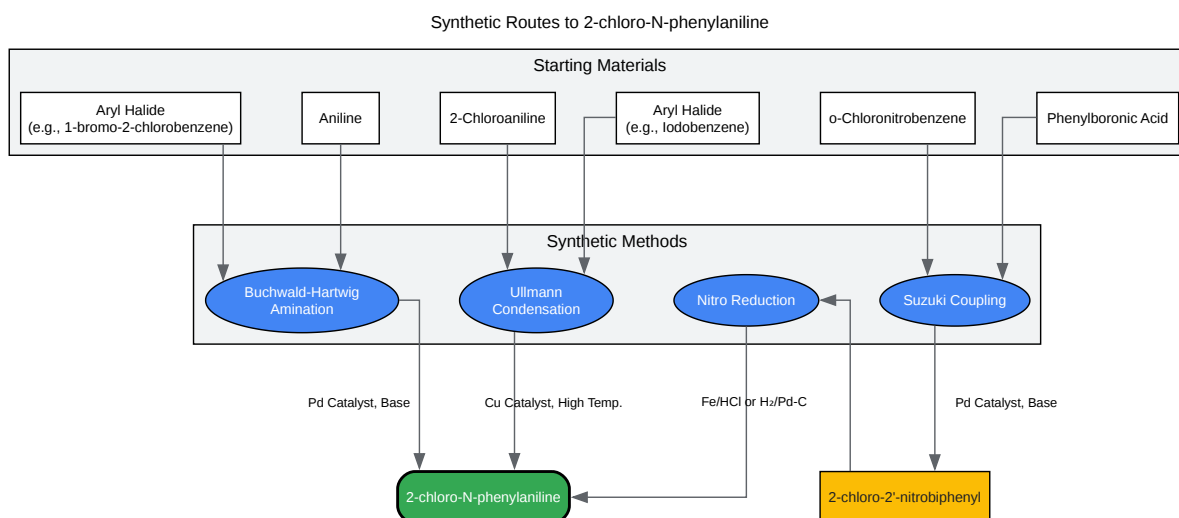 Synthetic Routes to 2-chloro-N-phenylaniline
Starting Materials
Aryl Halide
(e.g., 1-bromo-2-chlorobenzene)
Aniline
2-Chloroaniline
Aryl Halide
(e.g., Iodobenzene)
o-Chloronitrobenzene
Phenylboronic Acid
Synthetic Methods
Buchwald-Hartwig
Amination
Ullmann
Condensation
Nitro Reduction
Suzuki Coupling
Pd Catalyst, Base
Cu Catalyst, High Temp.
Fe/HCl or H₂/Pd-C
Pd Catalyst, Base
2-chloro-N-phenylaniline
2-chloro-2'-nitrobiphenyl